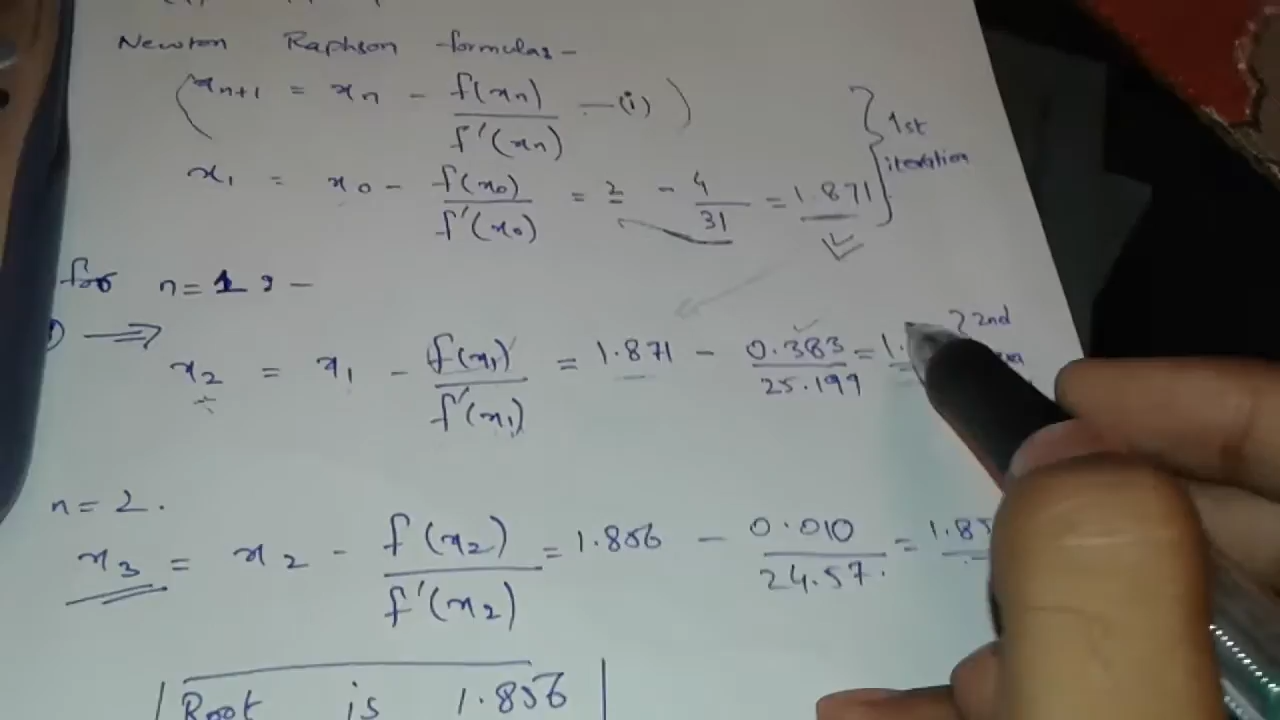 Newton Raphson formulas -
( xn+1 = xn - f(xn) / f'(xn) — (i) )
x1 = x0 - f(x0) / f'(x0) = 2 - 4 / 31 = 1.871 } 1st iteration
for n=1 : -
⟹ x2 = x1 - f(x1) / f'(x1) = 1.871 - 0.383 / 25.199 = 1. } 2nd
n= 2.
x3 = x2 - f(x2) / f'(x2) = 1.856 - 0.010 / 24.57 = 1.85
Root is 1.856